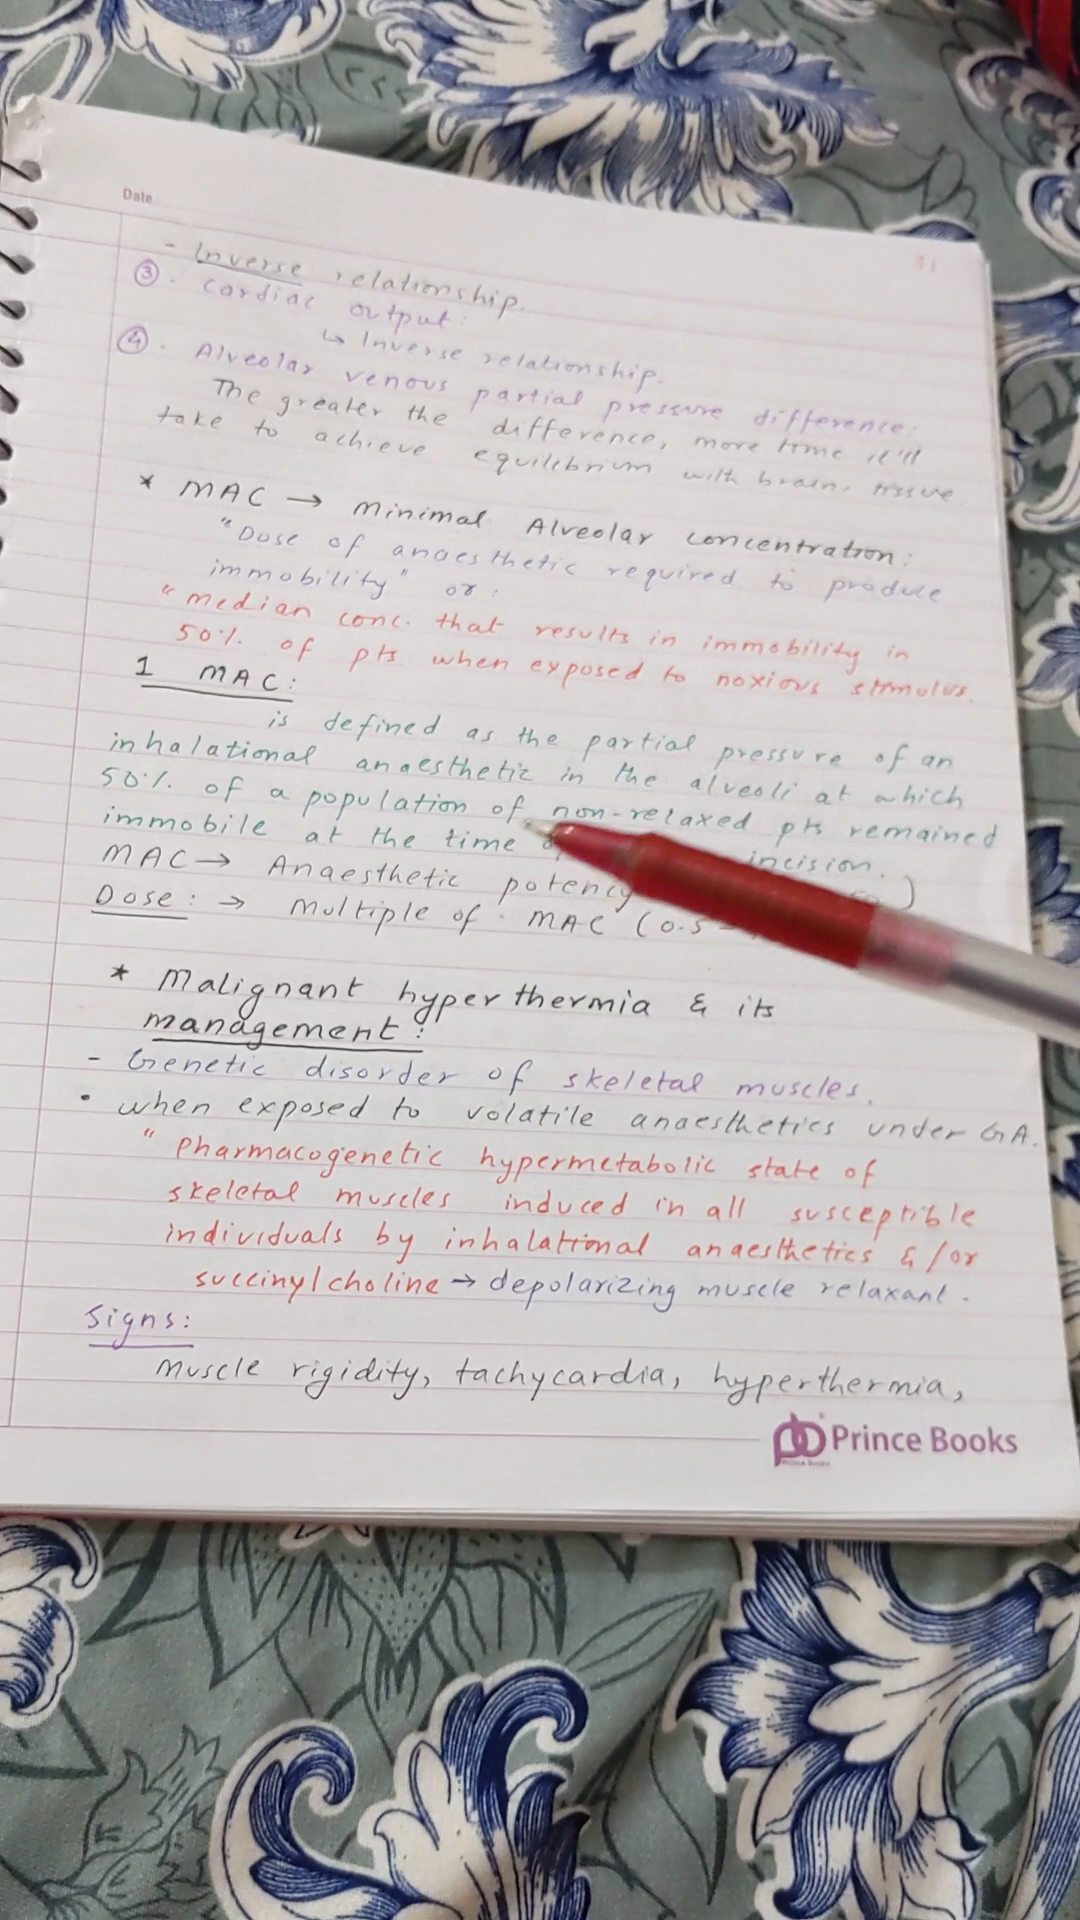 Date
31
- Inverse relationship.
③. Cardiac output:
↳ Inverse relationship.
④. Alveolar venous partial pressure difference:
The greater the difference, more time it'll
take to achieve equilibrium with brain tissue
* MAC → Minimal Alveolar concentration:
"Dose of anaesthetic required to produce
immobility" or:
"median conc. that results in immobility in
50% of pts when exposed to noxious stimulus.
1 MAC:
is defined as the partial pressure of an
inhalational anaesthetic in the alveoli at which
50% of a population of non-relaxed pts remained
immobile at the time incision.
MAC → Anaesthetic potency )
Dose: → Multiple of MAC (0.5
* Malignant hyperthermia & its
management:
- Genetic disorder of skeletal muscles.
• when exposed to volatile anaesthetics under GA.
" Pharmacogenetic hypermetabolic state of
skeletal muscles induced in all susceptible
individuals by inhalational anaesthetics & /or
succinylcholine → depolarizing muscle relaxant.
Signs:
Muscle rigidity, tachycardia, hyperthermia,
Prince Books